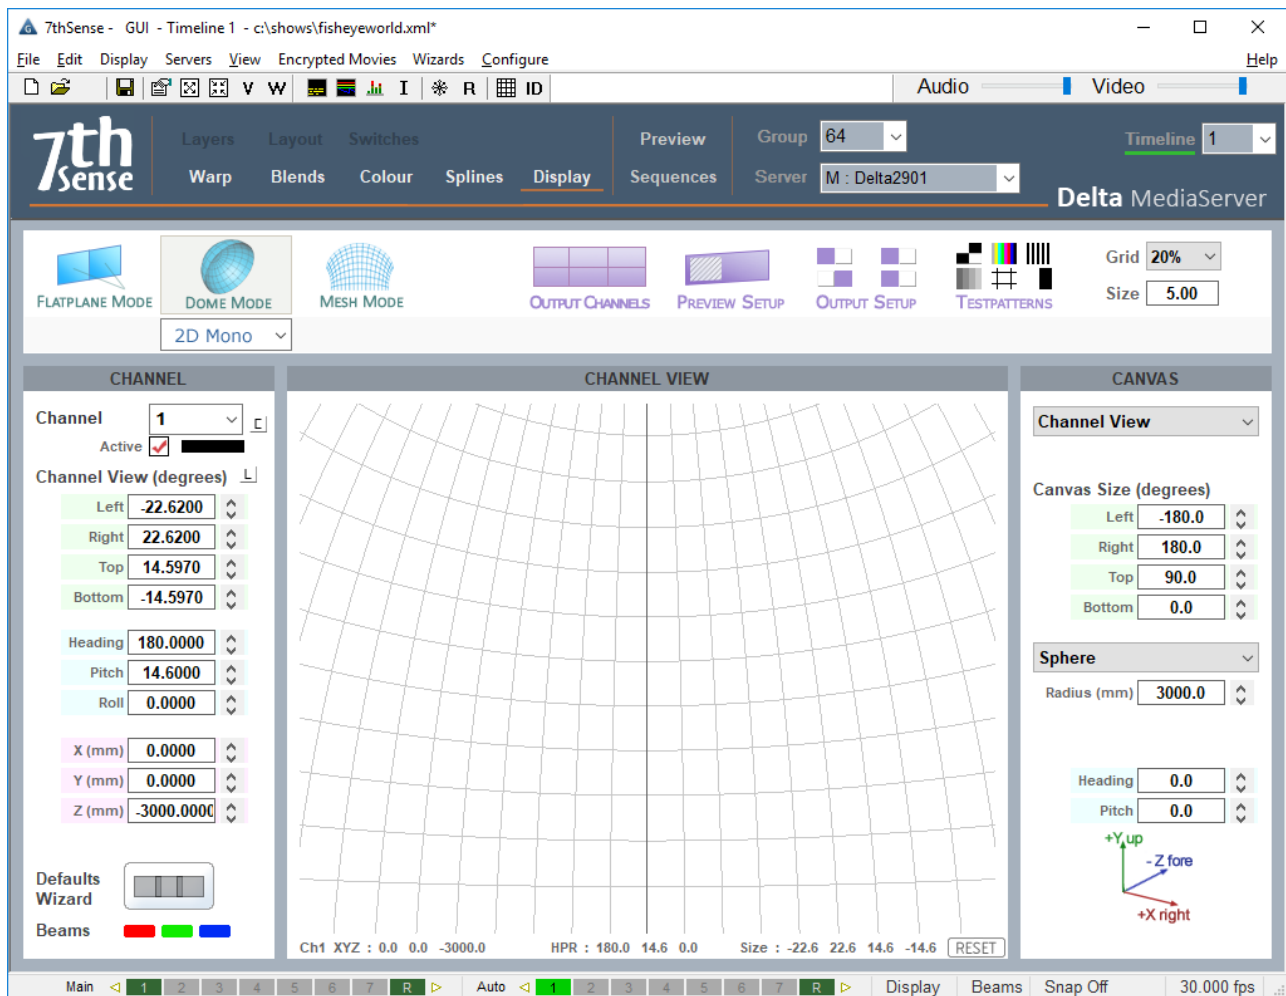 7thSense - GUI - Timeline 1 - c:\shows\fisheyeworld.xml*
File Edit Display Servers View Encrypted Movies Wizards Configure Help
V W I R ID Audio Video
7th Sense
Layers Layout Switches Preview Group 64 Timeline 1
Warp Blends Colour Splines Display Sequences Server M : Delta2901
Delta MediaServer
FLATPLANE MODE DOME MODE MESH MODE OUTPUT CHANNELS PREVIEW SETUP OUTPUT SETUP TESTPATTERNS
Grid 20%
Size 5.00
2D Mono
CHANNEL
Channel 1
Active
Channel View (degrees) L
Left -22.6200
Right 22.6200
Top 14.5970
Bottom -14.5970
Heading 180.0000
Pitch 14.6000
Roll 0.0000
X (mm) 0.0000
Y (mm) 0.0000
Z (mm) -3000.0000
Defaults
Wizard
Beams
CHANNEL VIEW
Ch1 XYZ : 0.0 0.0 -3000.0 HPR : 180.0 14.6 0.0 Size : -22.6 22.6 14.6 -14.6 RESET
CANVAS
Channel View
Canvas Size (degrees)
Left -180.0
Right 180.0
Top 90.0
Bottom 0.0
Sphere
Radius (mm) 3000.0
Heading 0.0
Pitch 0.0
+Y up
- Z fore
+X right
Main 1 2 3 4 5 6 7 R Auto 1 2 3 4 5 6 7 R Display Beams Snap Off 30.000 fps